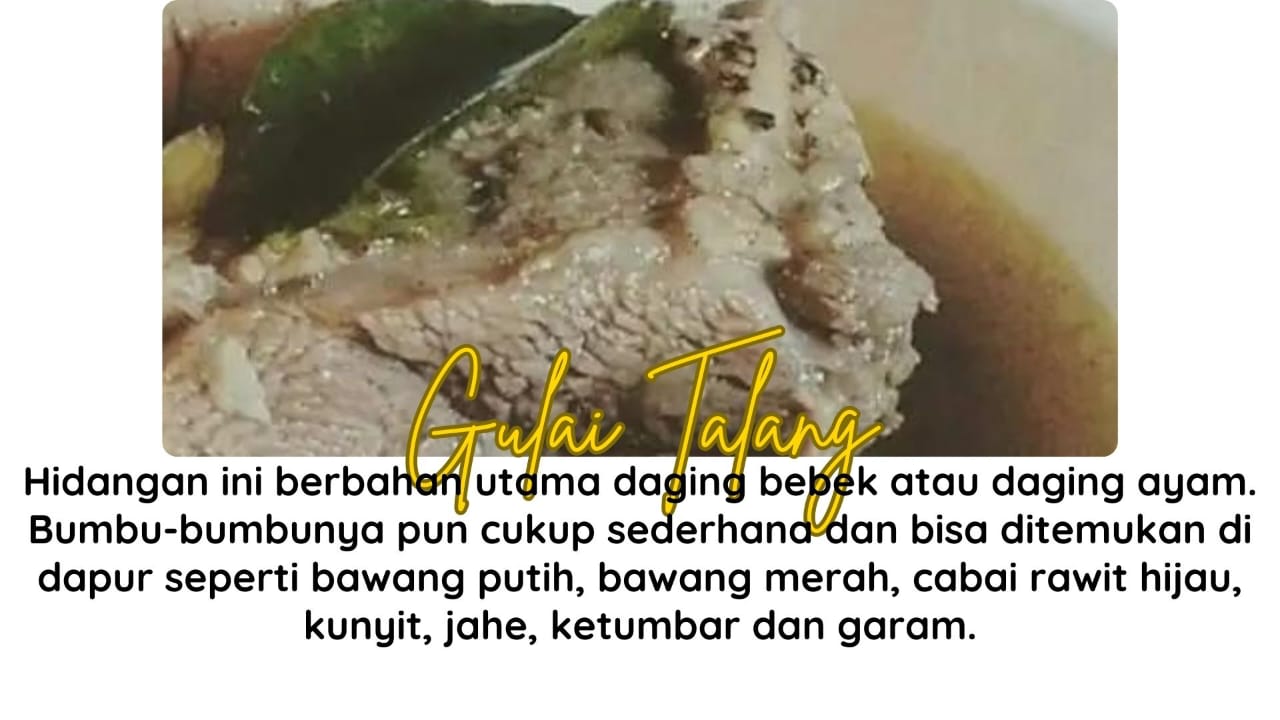 Gulai Talang
Hidangan ini berbahan utama daging bebek atau daging ayam.
Bumbu-bumbunya pun cukup sederhana dan bisa ditemukan di
dapur seperti bawang putih, bawang merah, cabai rawit hijau,
kunyit, jahe, ketumbar dan garam.